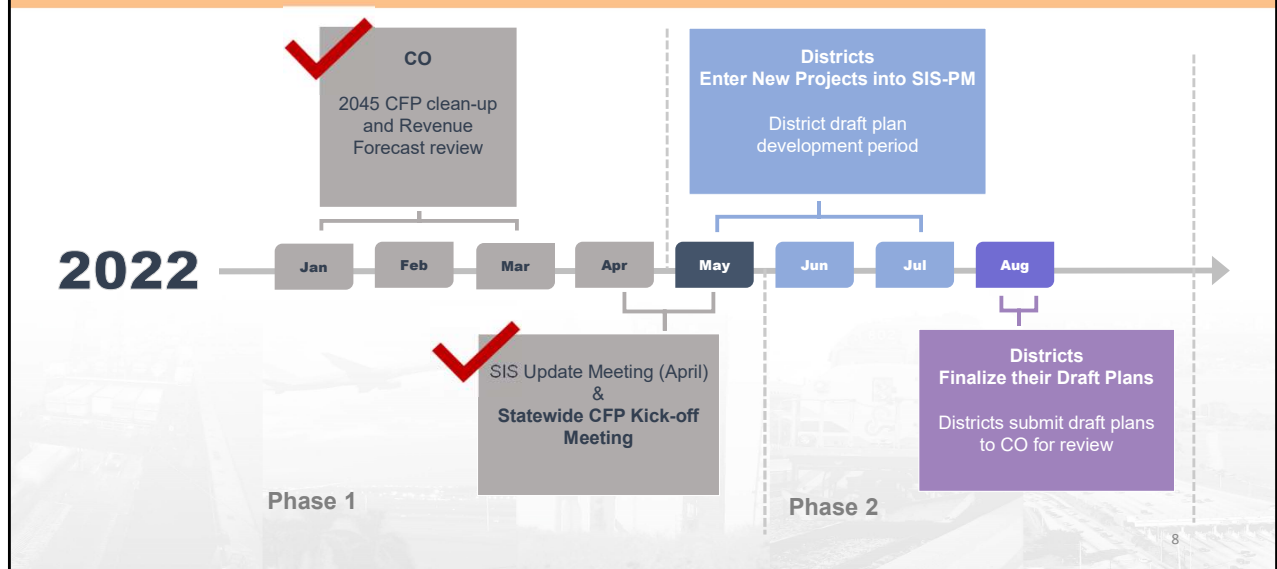 CO
2045 CFP clean-up
and Revenue
Forecast review
Districts
Enter New Projects into SIS-PM
District draft plan
development period
2022
Jan
Feb
Mar
Apr
May
Jun
Jul
Aug
SIS Update Meeting (April)
&
Statewide CFP Kick-off
Meeting
Districts
Finalize their Draft Plans
Districts submit draft plans
to CO for review
Phase 1
Phase 2
8